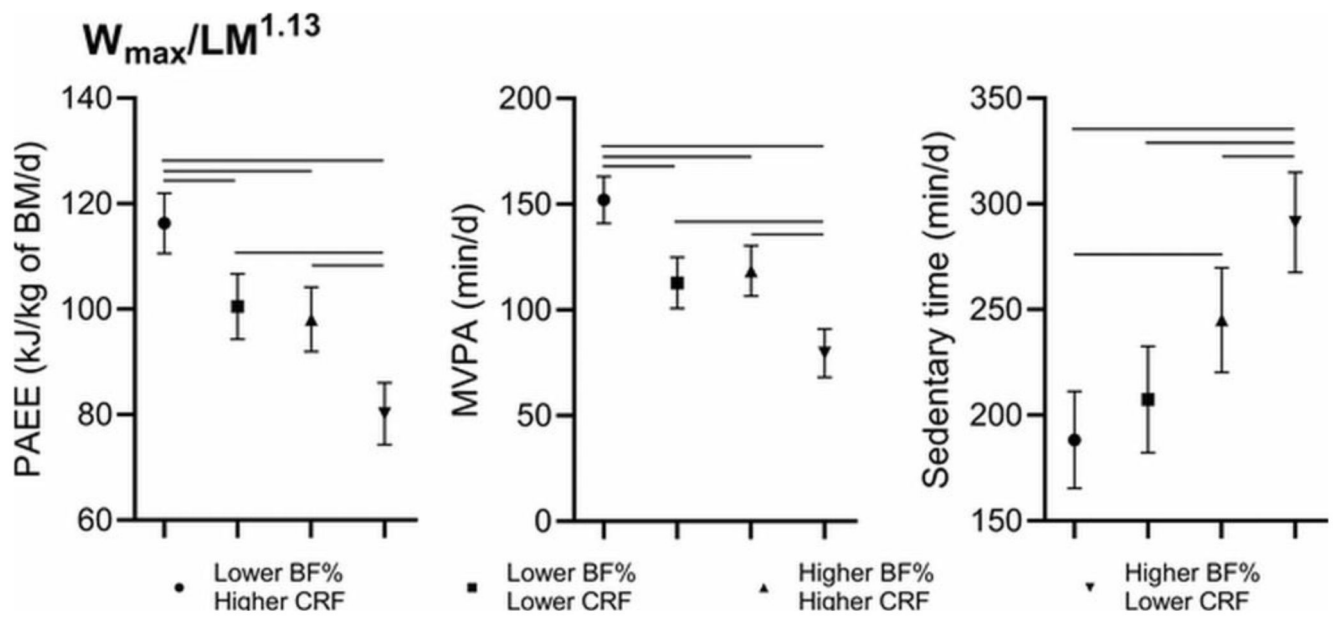 Wmax/LM1.13
PAEE (kJ/kg of BM/d)
140
120
100
80
60
MVPA (min/d)
200
150
100
50
0
Sedentary time (min/d)
350
300
250
200
150
Lower BF%
Higher CRF
Lower BF%
Lower CRF
Higher BF%
Higher CRF
Higher BF%
Lower CRF